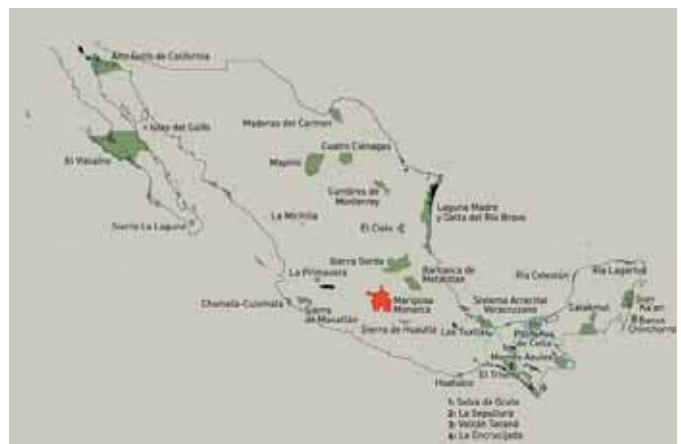 Alto Golfo de California
Islas del Golfo
El Vizcaíno
Sierra La Laguna
Maderas del Carmen
Cuatro Ciénegas
Mapimí
Cumbres de
Monterrey
La Michilía
El Cielo
Laguna Madre
y Delta del Río Bravo
Sierra Gorda
La Primavera
Barranca de
Metztitlán
Chamela-Cuixmala
Sierra
de Manantlán
Mariposa
Monarca
Sierra de Huautla
Sistema Arrecifal
Veracruzano
Los Tuxtlas
Ría Celestún
Ría Lagartos
Calakmul
Sian
Ka'an
Banco
Chinchorro
Pantanos
de Centla
Montes Azules
El Triunfo
Huatulco
1: Selva de Ocote
2: La Sepultura
3: Volcán Tacaná
4: La Encrucijada